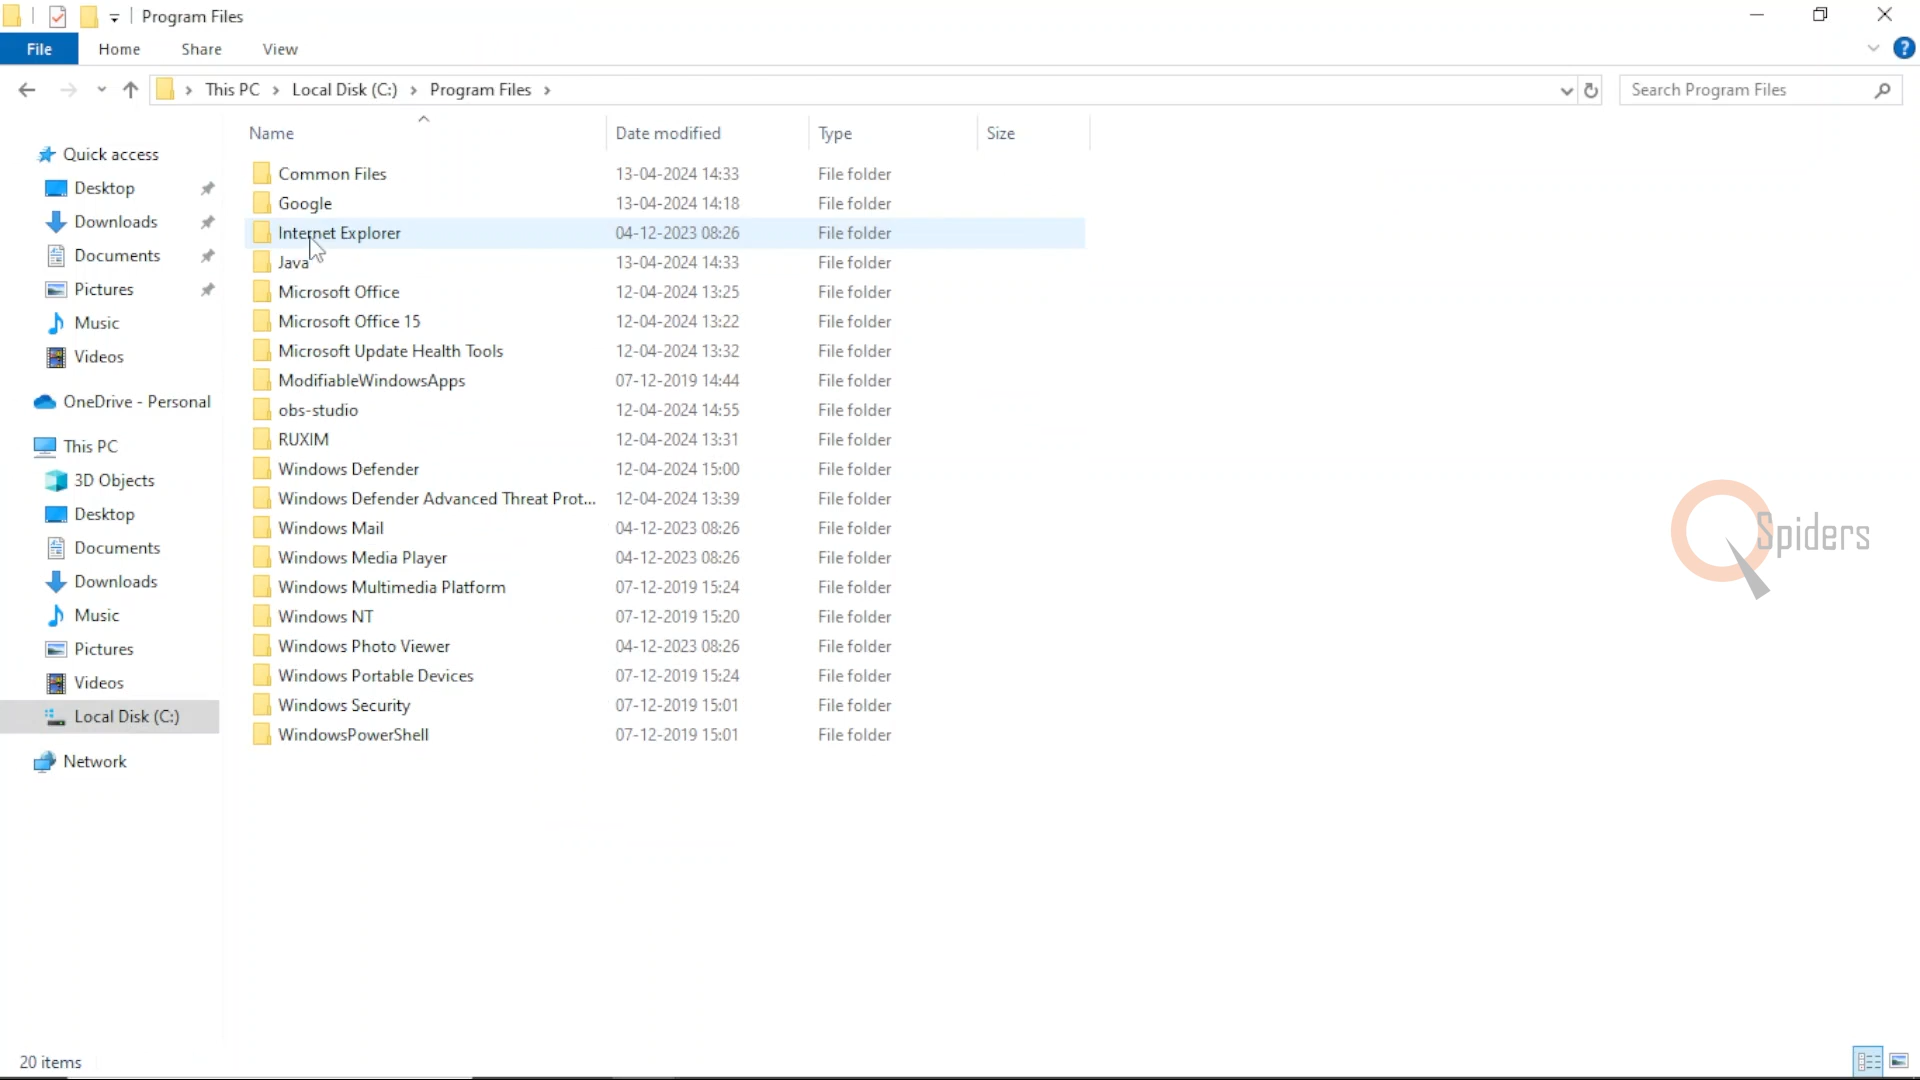 Program Files
File Home Share View ?
This PC Local Disk (C:) Program Files Search Program Files
Name Date modified Type Size
Quick access
Desktop
Downloads
Documents
Pictures
Music
Videos
OneDrive - Personal
This PC
3D Objects
Desktop
Documents
Downloads
Music
Pictures
Videos
Local Disk (C:)
Network
Common Files 13-04-2024 14:33 File folder
Google 13-04-2024 14:18 File folder
Internet Explorer 04-12-2023 08:26 File folder
Java 13-04-2024 14:33 File folder
Microsoft Office 12-04-2024 13:25 File folder
Microsoft Office 15 12-04-2024 13:22 File folder
Microsoft Update Health Tools 12-04-2024 13:32 File folder
ModifiableWindowsApps 07-12-2019 14:44 File folder
obs-studio 12-04-2024 14:55 File folder
RUXIM 12-04-2024 13:31 File folder
Windows Defender 12-04-2024 15:00 File folder
Windows Defender Advanced Threat Prot... 12-04-2024 13:39 File folder
Windows Mail 04-12-2023 08:26 File folder
Windows Media Player 04-12-2023 08:26 File folder
Windows Multimedia Platform 07-12-2019 15:24 File folder
Windows NT 07-12-2019 15:20 File folder
Windows Photo Viewer 04-12-2023 08:26 File folder
Windows Portable Devices 07-12-2019 15:24 File folder
Windows Security 07-12-2019 15:01 File folder
WindowsPowerShell 07-12-2019 15:01 File folder
QSpiders
20 items